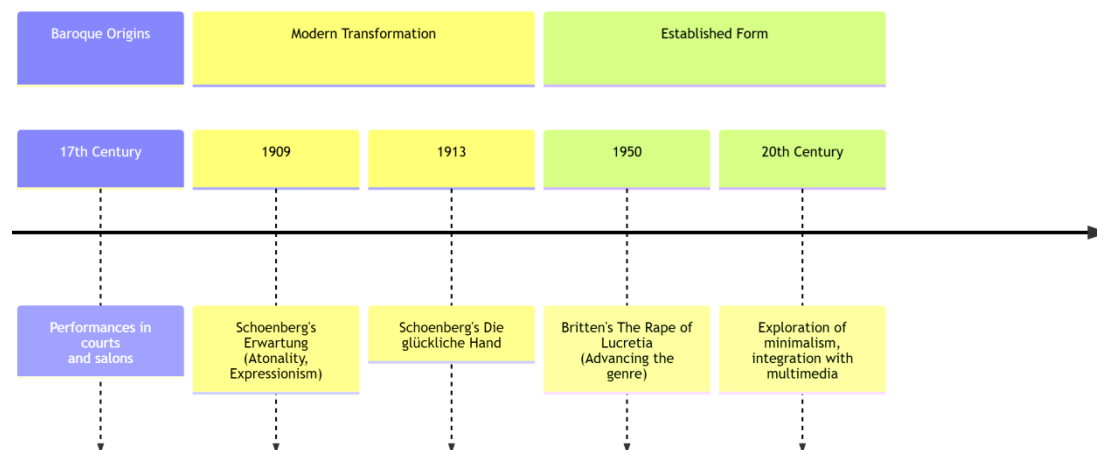 Baroque Origins
Modern Transformation
Established Form
17th Century
1909
1913
1950
20th Century
Performances in
courts
and salons
Schoenberg's
Erwartung
(Atonality,
Expressionism)
Schoenberg's Die
glückliche Hand
Britten's The Rape of
Lucretia
(Advancing the
genre)
Exploration of
minimalism,
integration with
multimedia